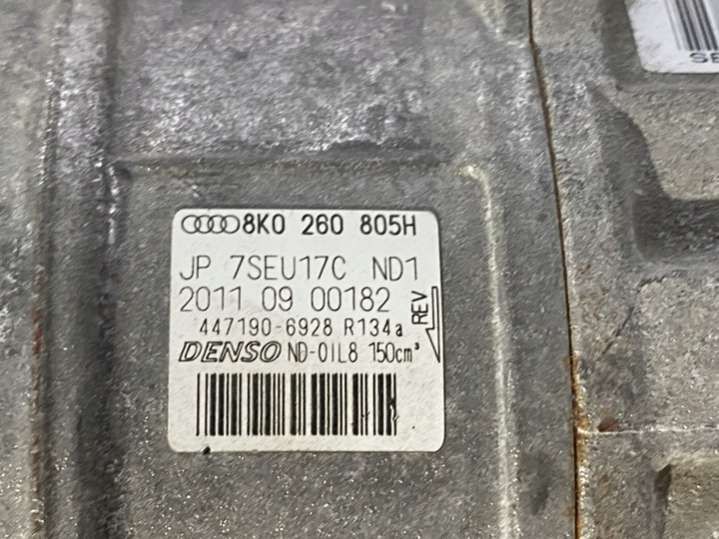 8K0 260 805H
JP 7SEU17C ND1
2011 09 00182
447190-6928 R134a
REV
DENSO ND-OIL8 150cm³